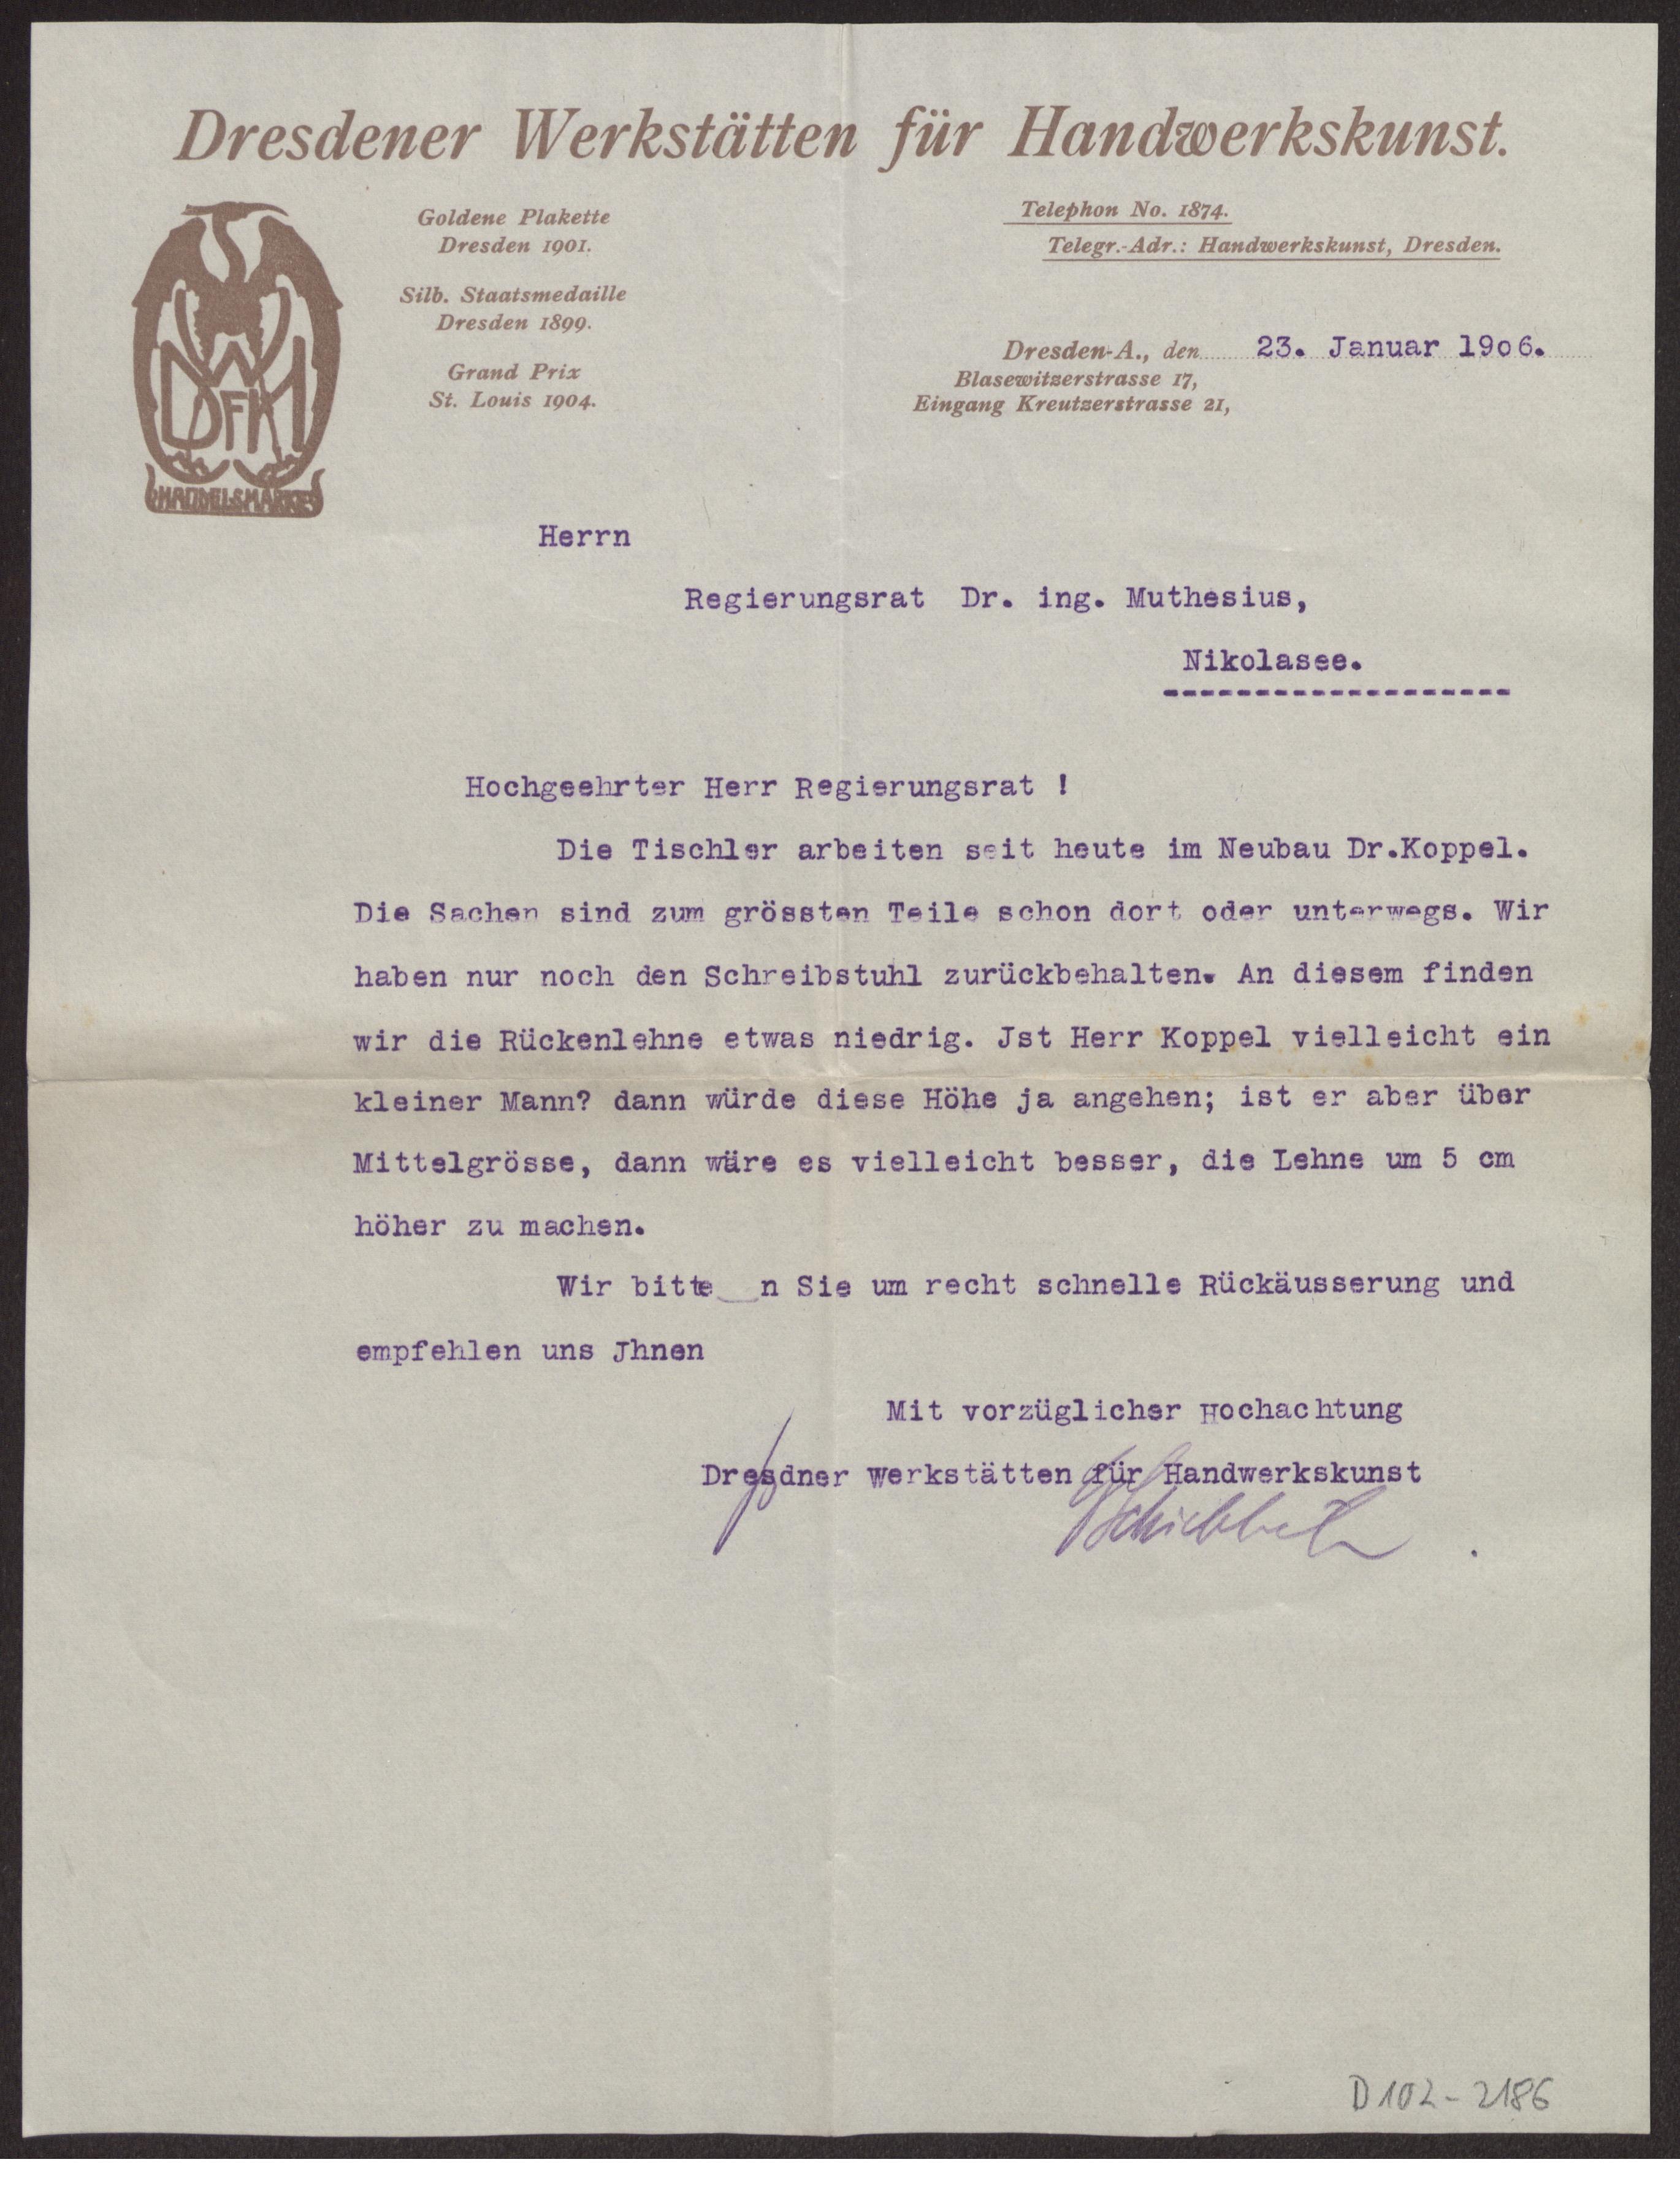 Dresdener Werkstätten für Handwerkskunst.
Goldene Plakette
Dresden 1901.
Silb. Staatsmedaille
Dresden 1899.
Grand Prix
St. Louis 1904.
Telephon No. 1874.
Telegr.-Adr.: Handwerkskunst, Dresden.
Dresden-A., den 23. Januar 1906.
Blasewitzerstrasse 17,
Eingang Kreutzerstrasse 21,
DWFHK
HANDELSMARKE
Herrn
Regierungsrat Dr. ing. Muthesius,
Nikolasee.
Hochgeehrter Herr Regierungsrat !
Die Tischler arbeiten seit heute im Neubau Dr.Koppel.
Die Sachen sind zum grössten Teile schon dort oder unterwegs. Wir
haben nur noch den Schreibstuhl zurückbehalten. An diesem finden
wir die Rückenlehne etwas niedrig. Jst Herr Koppel vielleicht ein
kleiner Mann? dann würde diese Höhe ja angehen; ist er aber über
Mittelgrösse, dann wäre es vielleicht besser, die Lehne um 5 cm
höher zu machen.
Wir bitte n Sie um recht schnelle Rückäusserung und
empfehlen uns Jhnen
Mit vorzüglicher Hochachtung
Dresdner Werkstätten für Handwerkskunst
D 102-2186